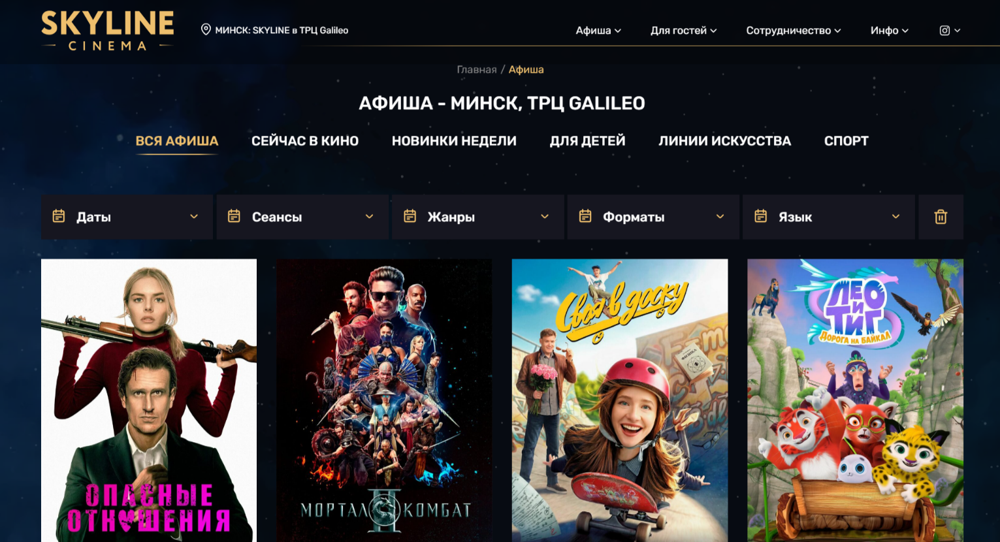 SKYLINE
CINEMA
МИНСК: SKYLINE в ТРЦ Galileo
Афиша
Для гостей
Сотрудничество
Инфо
Главная / Афиша
АФИША - МИНСК, ТРЦ GALILEO
ВСЯ АФИША
СЕЙЧАС В КИНО
НОВИНКИ НЕДЕЛИ
ДЛЯ ДЕТЕЙ
ЛИНИИ ИСКУССТВА
СПОРТ
Даты
Сеансы
Жанры
Форматы
Язык
ОПАСНЫЕ
ОТНОШЕНИЯ
МОРТАЛ КОМБАТ
II
Своя в доску
ФИЗИКА
ЛЕО
И
ТИГ
ДОРОГА НА БАЙКАЛ